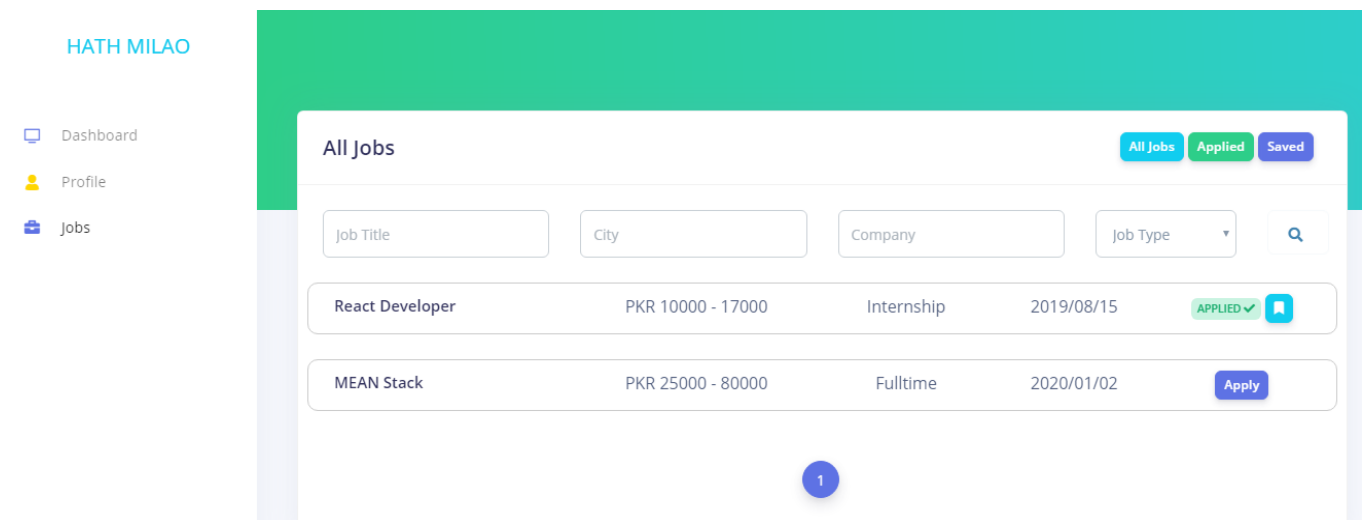 HATH MILAO
Dashboard
Profile
Jobs
All Jobs
All Jobs Applied Saved
Job Title City Company Job Type
React Developer PKR 10000 - 17000 Internship 2019/08/15 APPLIED
MEAN Stack PKR 25000 - 80000 Fulltime 2020/01/02 Apply
1